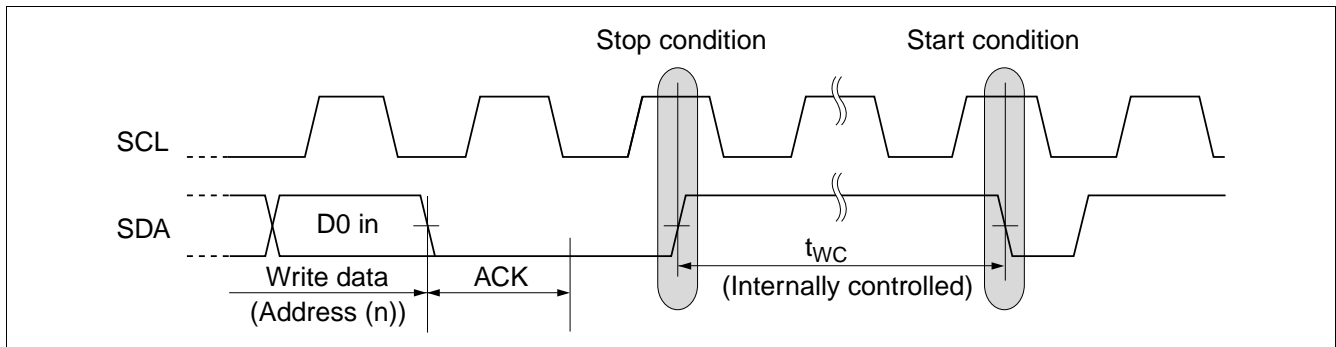 Stop condition
Start condition
SCL
SDA
D0 in
Write data
(Address (n))
ACK
tWC
(Internally controlled)